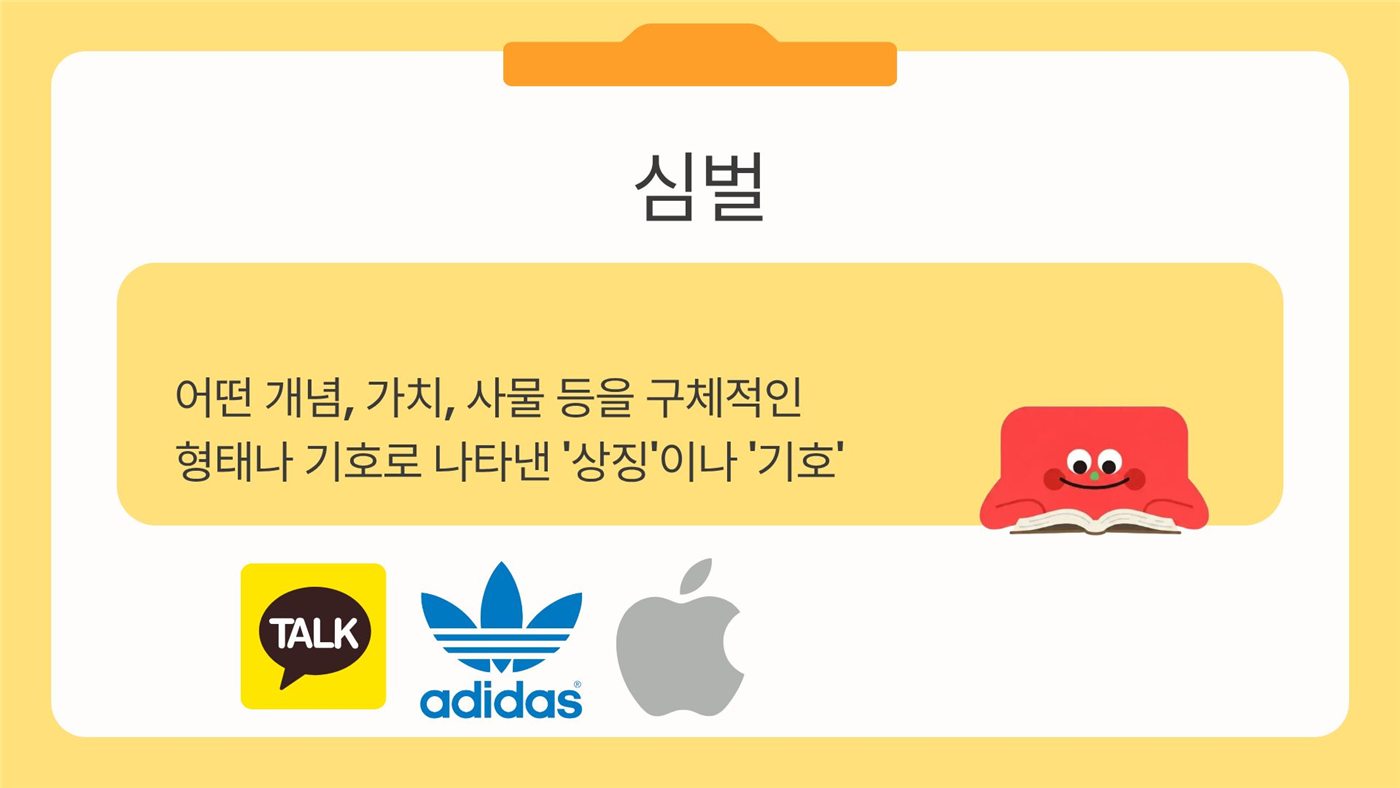 심벌
어떤 개념, 가치, 사물 등을 구체적인
형태나 기호로 나타낸 '상징'이나 '기호'
TALK
adidas®